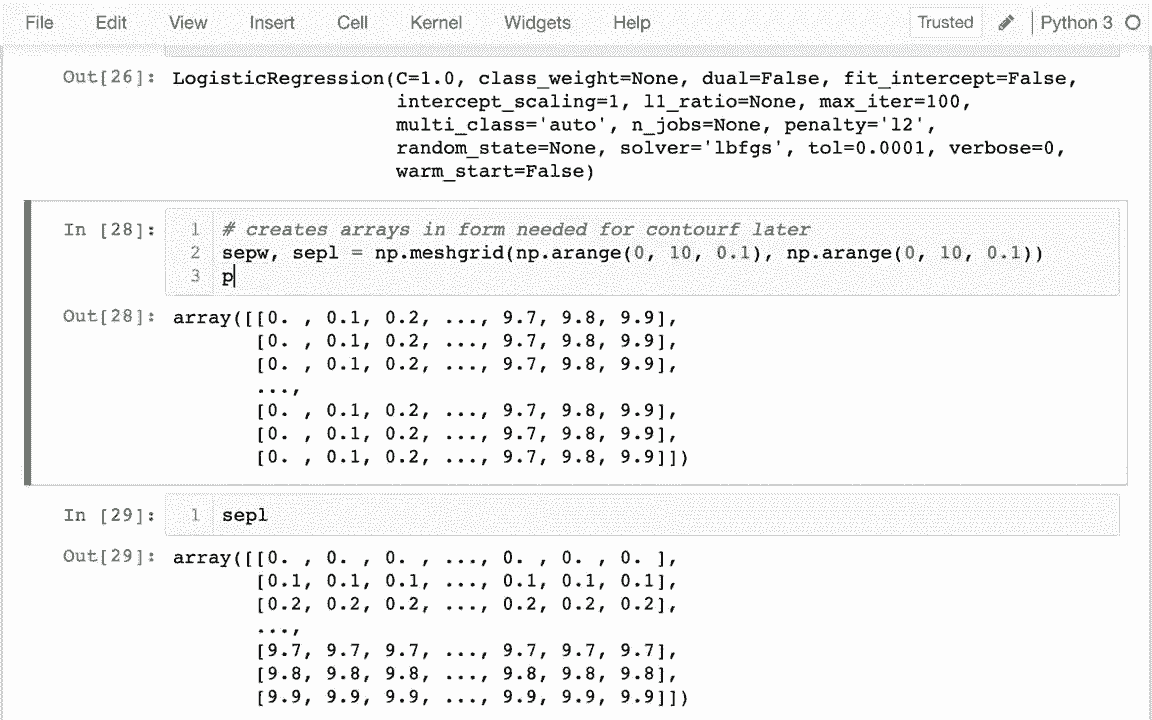 File Edit View Insert Cell Kernel Widgets Help Trusted Python 3
Out[26]: LogisticRegression(C=1.0, class_weight=None, dual=False, fit_intercept=False,
intercept_scaling=1, l1_ratio=None, max_iter=100,
multi_class='auto', n_jobs=None, penalty='l2',
random_state=None, solver='lbfgs', tol=0.0001, verbose=0,
warm_start=False)
In [28]: 1 # creates arrays in form needed for contourf later
2 sepw, sepl = np.meshgrid(np.arange(0, 10, 0.1), np.arange(0, 10, 0.1))
3 p
Out[28]: array([[0. , 0.1, 0.2, ..., 9.7, 9.8, 9.9],
[0. , 0.1, 0.2, ..., 9.7, 9.8, 9.9],
[0. , 0.1, 0.2, ..., 9.7, 9.8, 9.9],
...,
[0. , 0.1, 0.2, ..., 9.7, 9.8, 9.9],
[0. , 0.1, 0.2, ..., 9.7, 9.8, 9.9],
[0. , 0.1, 0.2, ..., 9.7, 9.8, 9.9]])
In [29]: 1 sepl
Out[29]: array([[0. , 0. , 0. , ..., 0. , 0. , 0. ],
[0.1, 0.1, 0.1, ..., 0.1, 0.1, 0.1],
[0.2, 0.2, 0.2, ..., 0.2, 0.2, 0.2],
...,
[9.7, 9.7, 9.7, ..., 9.7, 9.7, 9.7],
[9.8, 9.8, 9.8, ..., 9.8, 9.8, 9.8],
[9.9, 9.9, 9.9, ..., 9.9, 9.9, 9.9]])